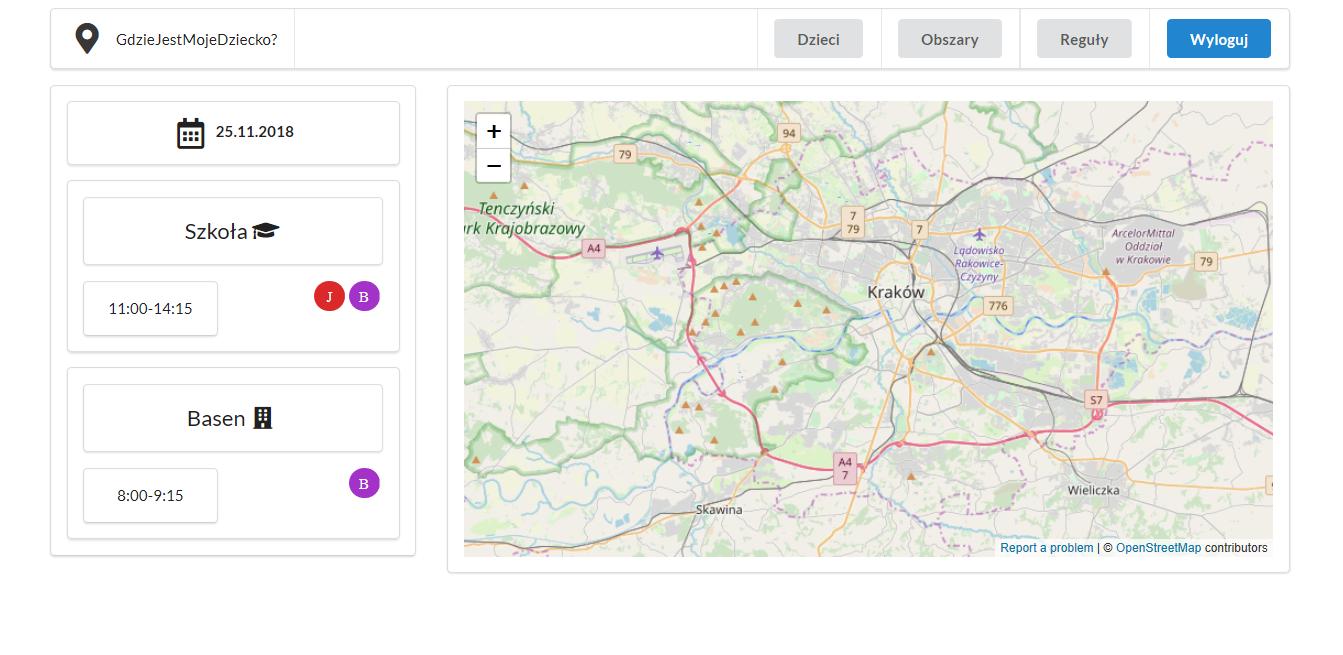 GdzieJestMojeDziecko?
Dzieci
Obszary
Reguły
Wyloguj
25.11.2018
Szkoła
11:00-14:15
J
B
Basen
8:00-9:15
B
+
−
94
79
Tenczyński
rk Krajobrazowy
A4
7
79
7
Lądowisko
Rakowice-
Czyżyny
ArcelorMittal
Oddział
w Krakowie
79
Kraków
776
S7
A4
7
Wieliczka
Skawina
Report a problem | © OpenStreetMap contributors